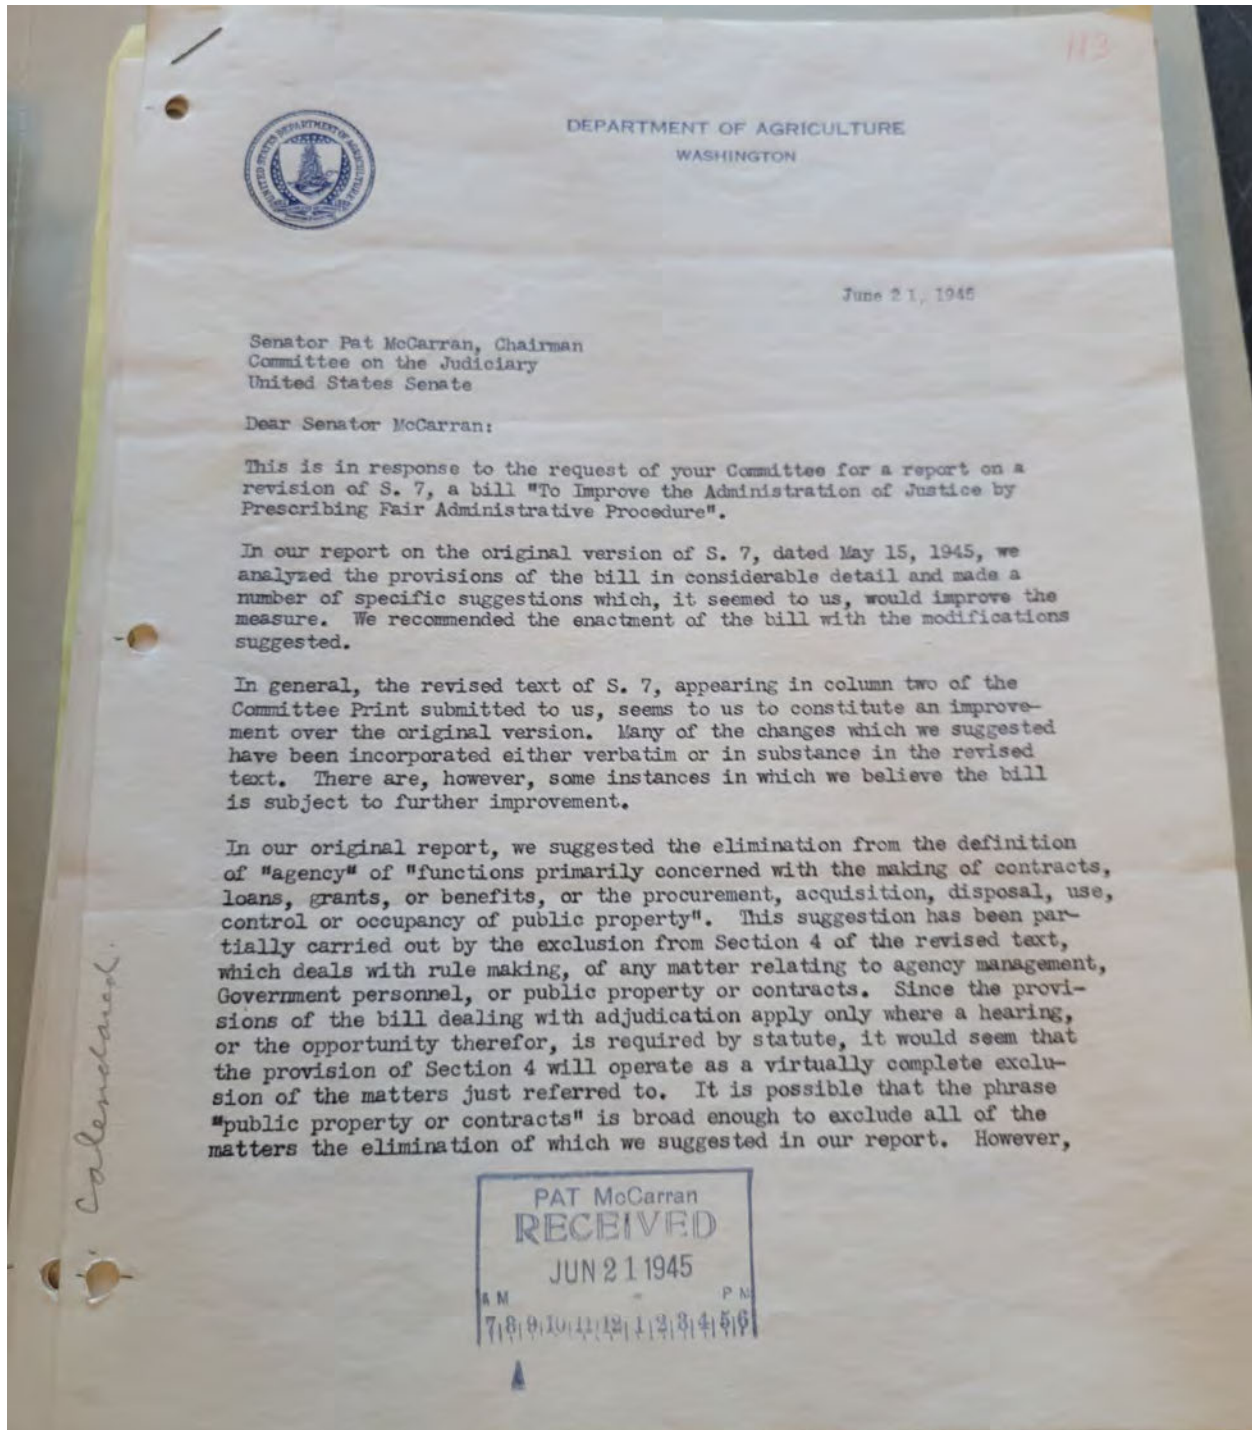 113
DEPARTMENT OF AGRICULTURE
WASHINGTON
UNITED STATES DEPARTMENT OF AGRICULTURE
June 21, 1945
Senator Pat McCarran, Chairman
Committee on the Judiciary
United States Senate
Dear Senator McCarran:
This is in response to the request of your Committee for a report on a
revision of S. 7, a bill "To Improve the Administration of Justice by
Prescribing Fair Administrative Procedure".
In our report on the original version of S. 7, dated May 15, 1945, we
analyzed the provisions of the bill in considerable detail and made a
number of specific suggestions which, it seemed to us, would improve the
measure. We recommended the enactment of the bill with the modifications
suggested.
In general, the revised text of S. 7, appearing in column two of the
Committee Print submitted to us, seems to us to constitute an improve-
ment over the original version. Many of the changes which we suggested
have been incorporated either verbatim or in substance in the revised
text. There are, however, some instances in which we believe the bill
is subject to further improvement.
In our original report, we suggested the elimination from the definition
of "agency" of "functions primarily concerned with the making of contracts,
loans, grants, or benefits, or the procurement, acquisition, disposal, use,
control or occupancy of public property". This suggestion has been par-
tially carried out by the exclusion from Section 4 of the revised text,
which deals with rule making, of any matter relating to agency management,
Government personnel, or public property or contracts. Since the provi-
sions of the bill dealing with adjudication apply only where a hearing,
or the opportunity therefor, is required by statute, it would seem that
the provision of Section 4 will operate as a virtually complete exclu-
sion of the matters just referred to. It is possible that the phrase
"public property or contracts" is broad enough to exclude all of the
matters the elimination of which we suggested in our report. However,
Calendared.
PAT McCarran
RECEIVED
JUN 21 1945
AM PM
7 8 9 10 11 12 1 2 3 4 5 6